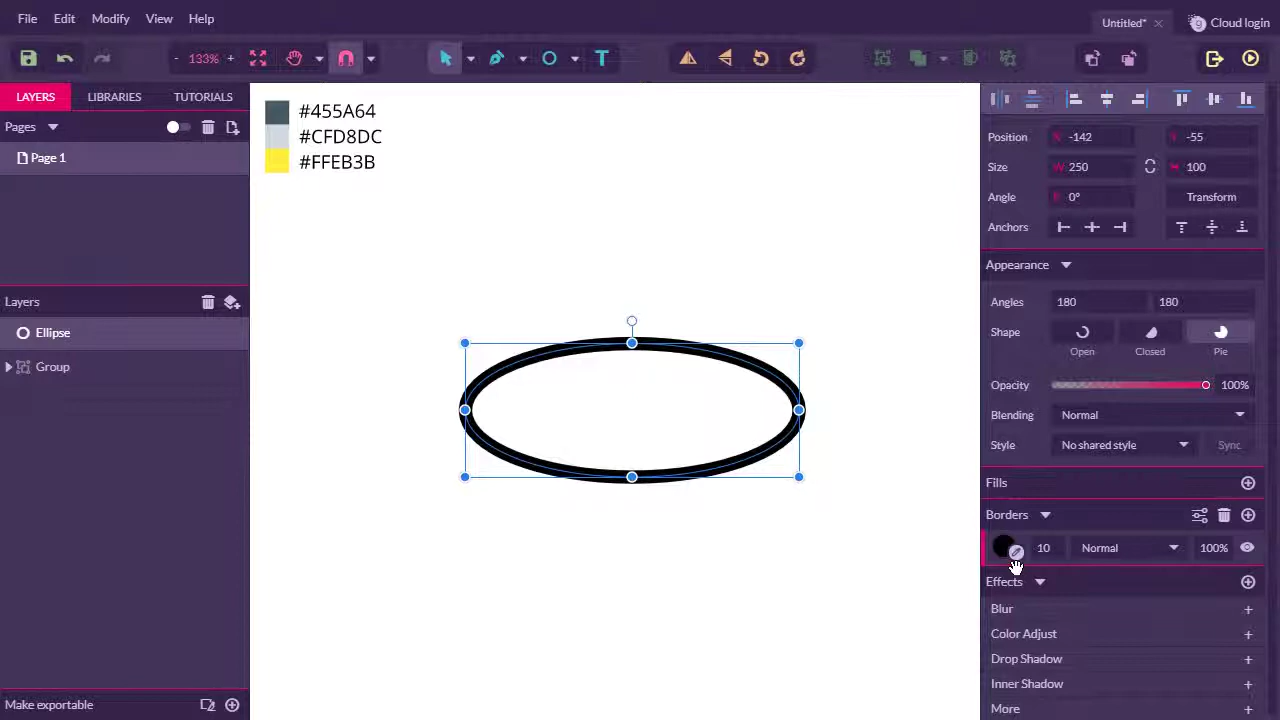 File Edit Modify View Help
Untitled* Cloud login
- 133% +
T
LAYERS LIBRARIES TUTORIALS
Pages
Page 1
Layers
Ellipse
Group
Make exportable
#455A64
#CFD8DC
#FFEB3B
Position X -142 Y -55
Size W 250 H 100
Angle R 0° Transform
Anchors
Appearance
Angles 180 180
Shape
Open Closed Pie
Opacity 100%
Blending Normal
Style No shared style Sync
Fills
Borders
10 Normal 100%
Effects
Blur +
Color Adjust +
Drop Shadow +
Inner Shadow +
More +